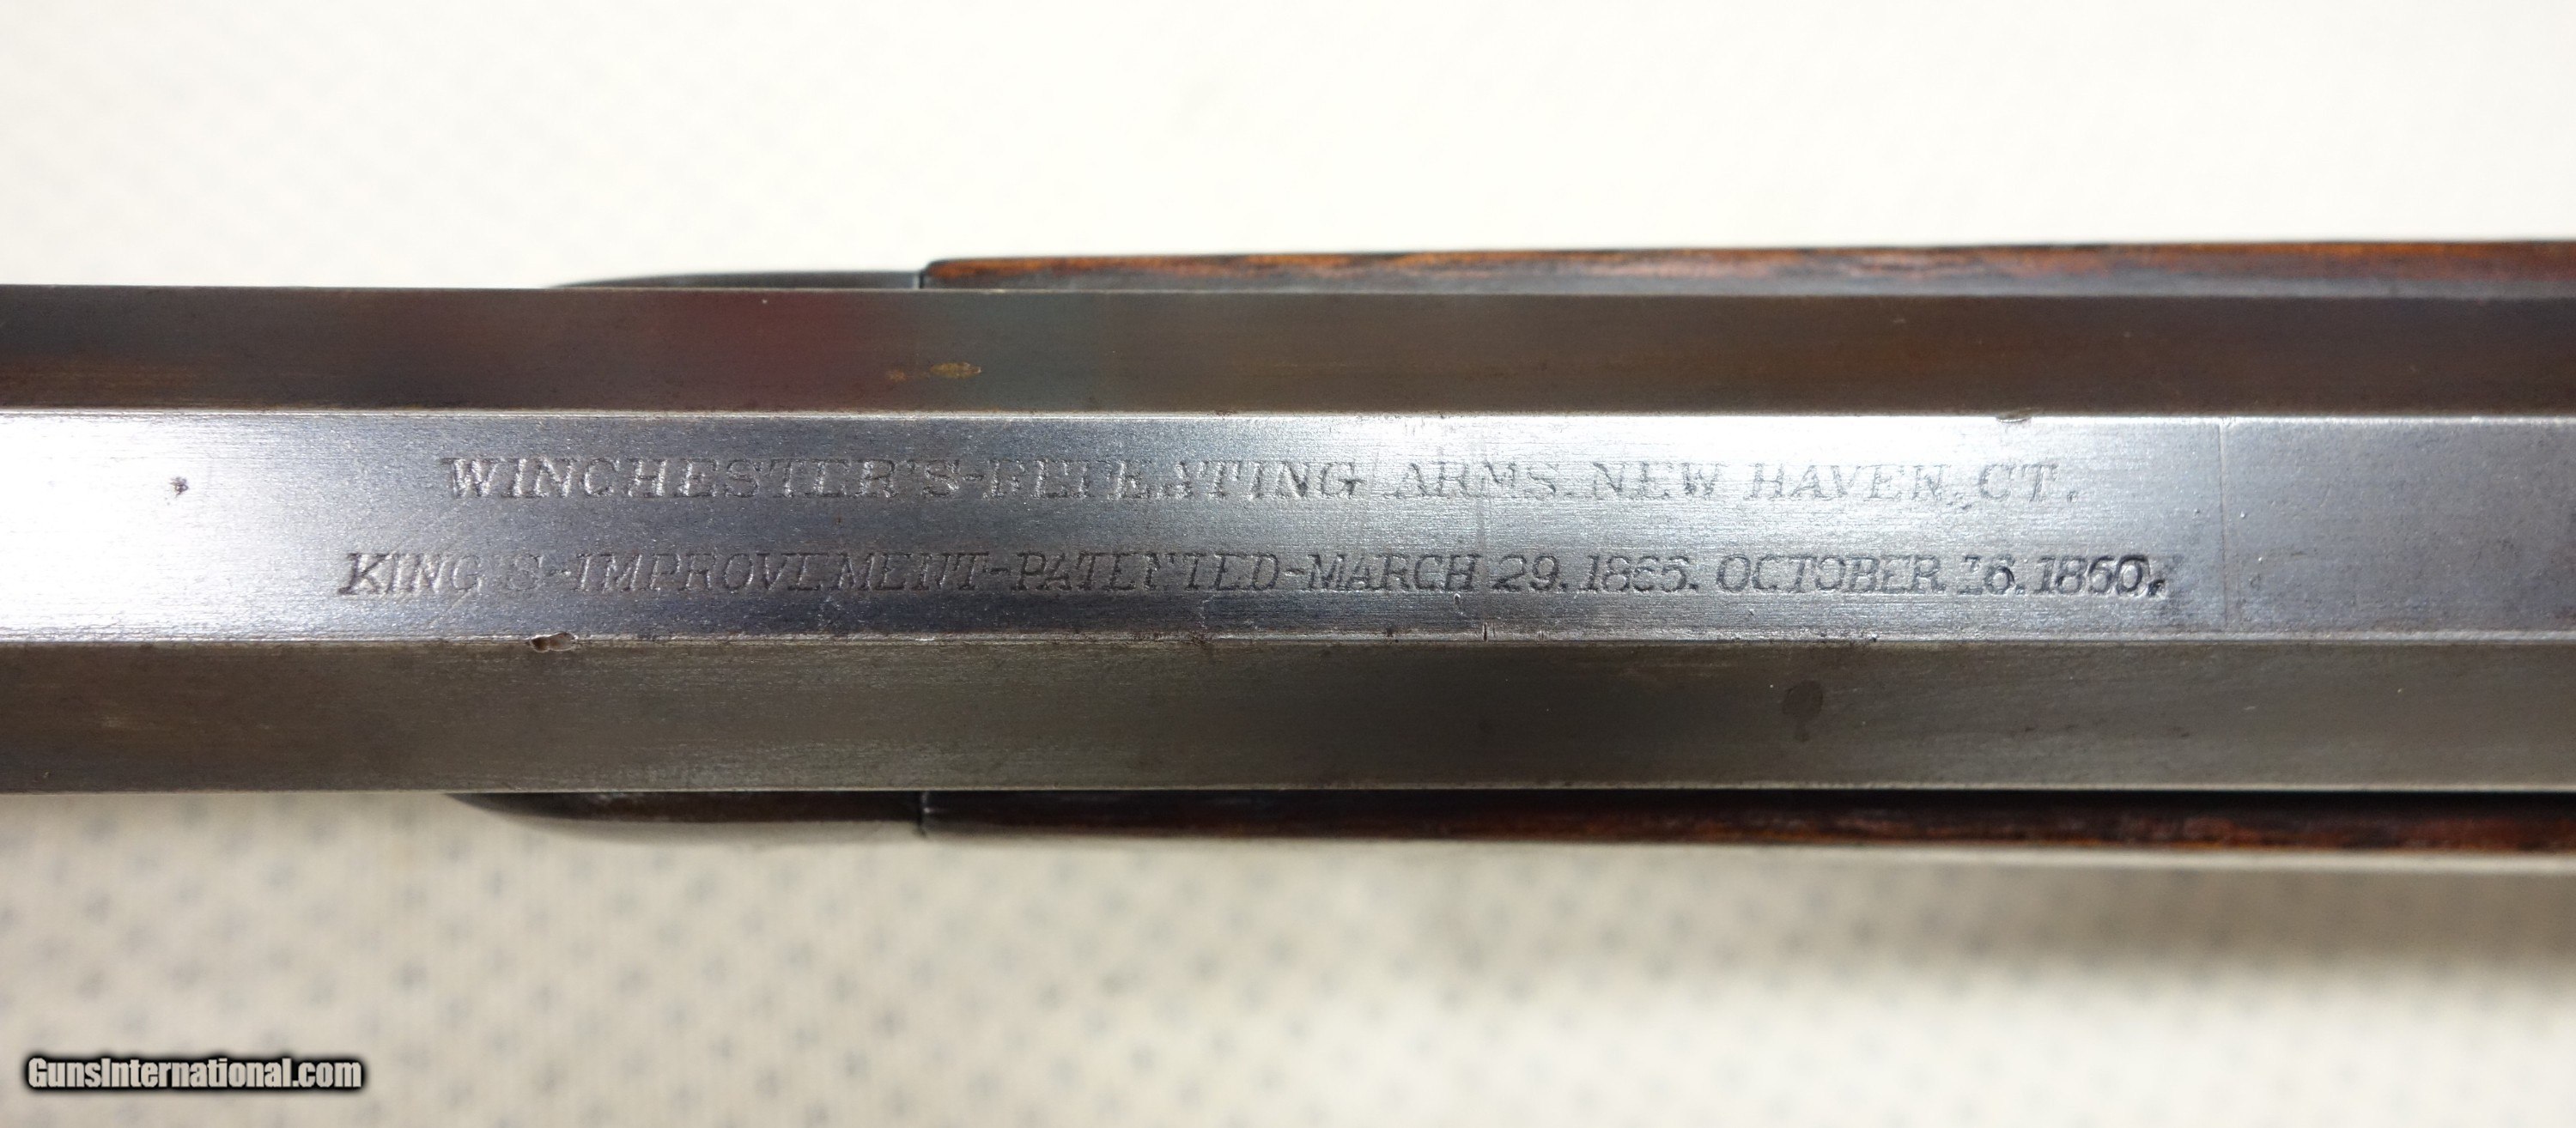 WINCHESTER'S-REPEATING ARMS. NEW HAVEN. CT.
KING'S-IMPROVEMENT-PATENTED-MARCH 29. 1866. OCTOBER 16. 1860.
GunsInternational.com